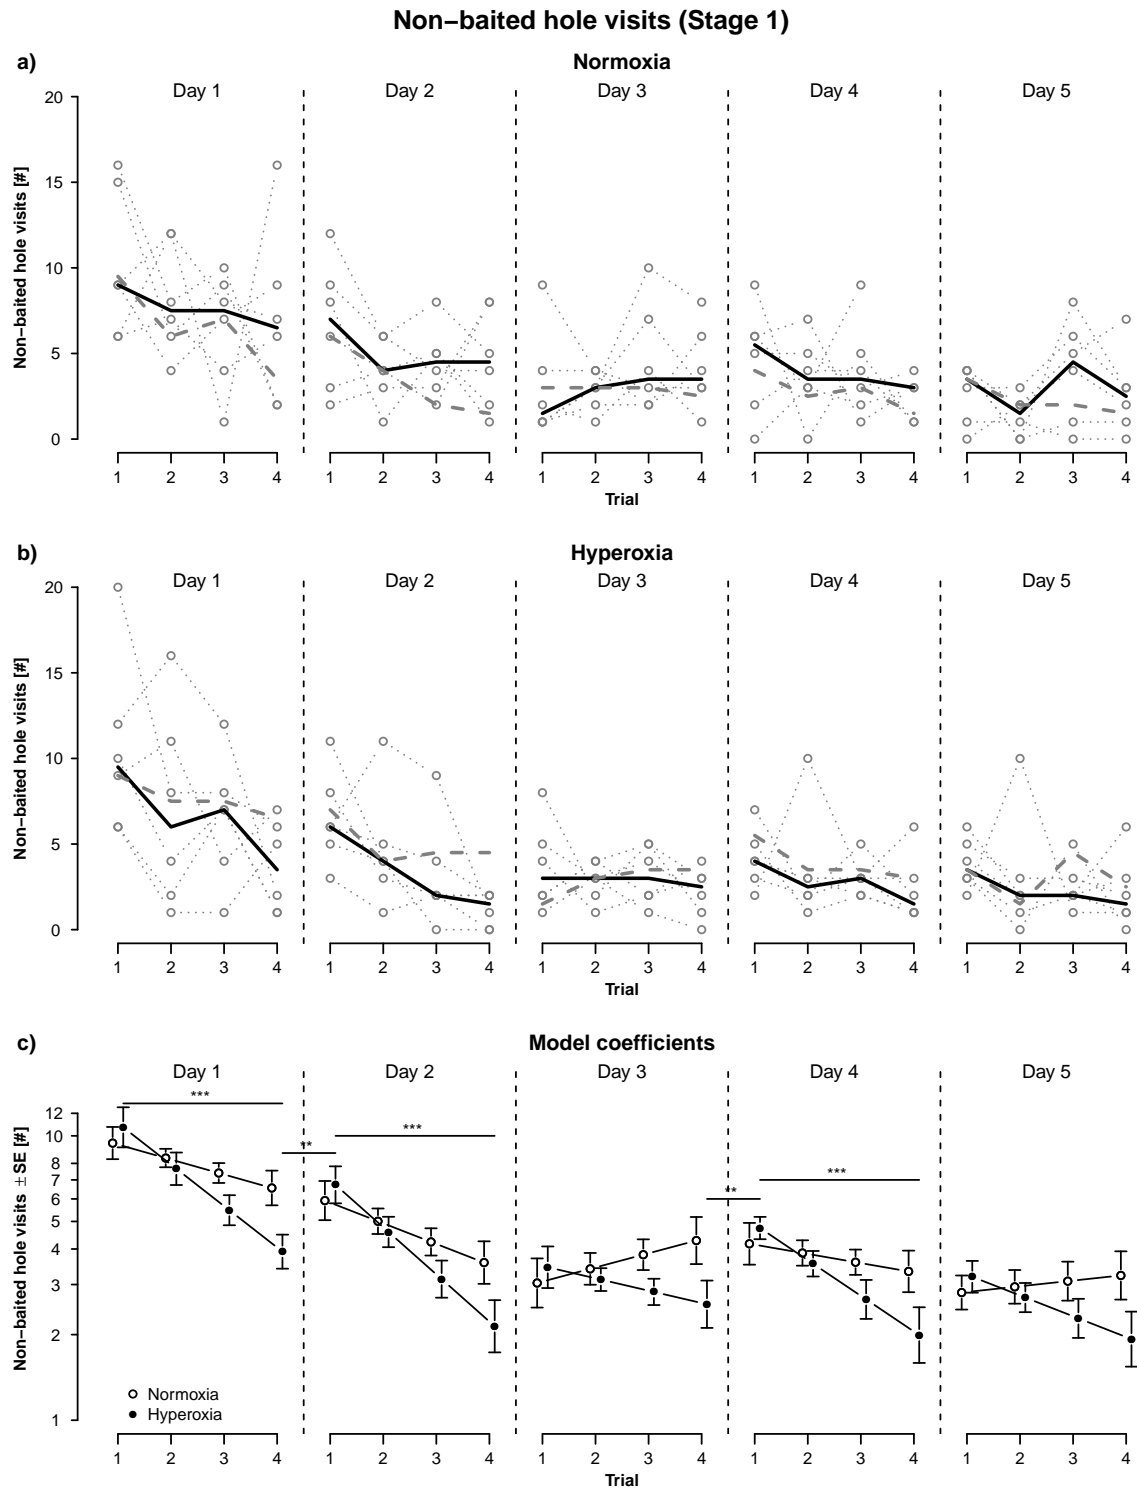 Non−baited hole visits (Stage 1)
a)
Normoxia
Day 1
Day 2
Day 3
Day 4
Day 5
Non−baited hole visits [#]
20
15
10
5
0
1 2 3 4
1 2 3 4
1 2 3 4
1 2 3 4
1 2 3 4
Trial
b)
Hyperoxia
Day 1
Day 2
Day 3
Day 4
Day 5
Non−baited hole visits [#]
20
15
10
5
0
1 2 3 4
1 2 3 4
1 2 3 4
1 2 3 4
1 2 3 4
Trial
c)
Model coefficients
Day 1
Day 2
Day 3
Day 4
Day 5
Non−baited hole visits ±SE [#]
12
10
8
7
6
5
4
3
2
1
***
**
***
**
***
Normoxia
Hyperoxia
1 2 3 4
1 2 3 4
1 2 3 4
1 2 3 4
1 2 3 4
Trial